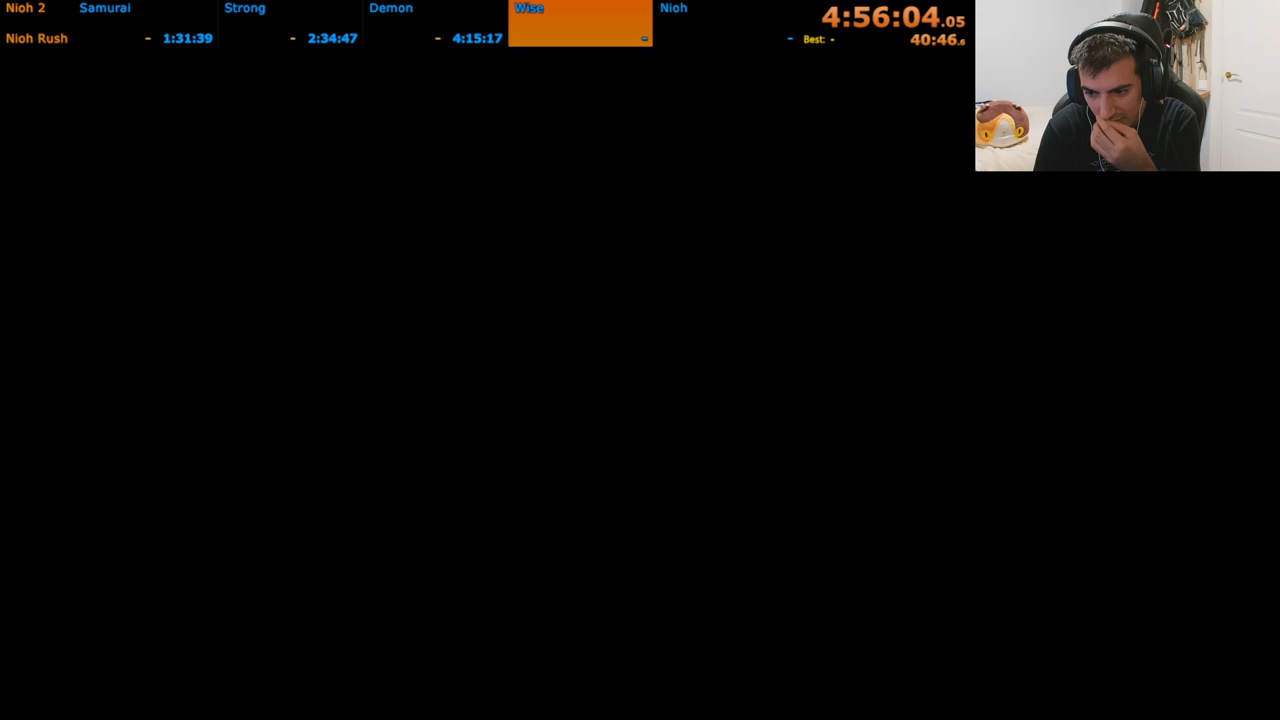 Nioh 2 Samurai Strong Demon Wise Nioh 4:56:04.05
Nioh Rush - 1:31:39 - 2:34:47 - 4:15:17 - - Best: - 40:46.6